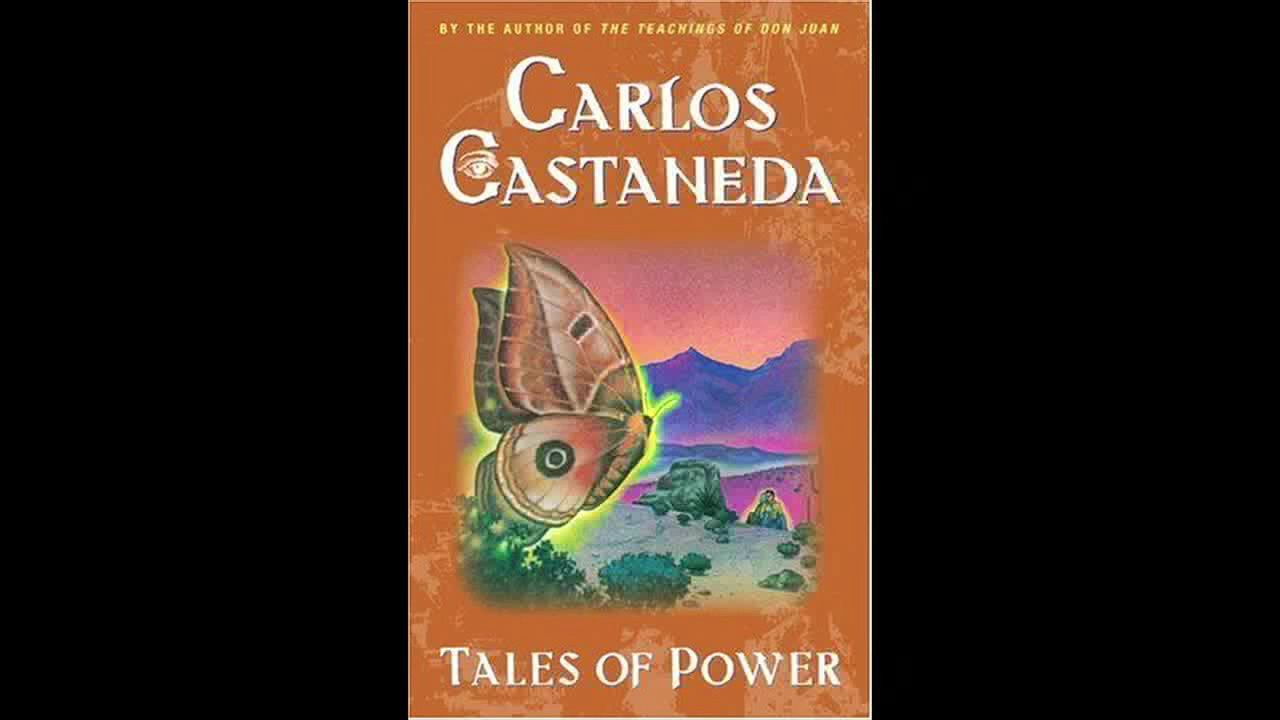 BY THE AUTHOR OF THE TEACHINGS OF DON JUAN
CARLOS
CASTANEDA
TALES OF POWER